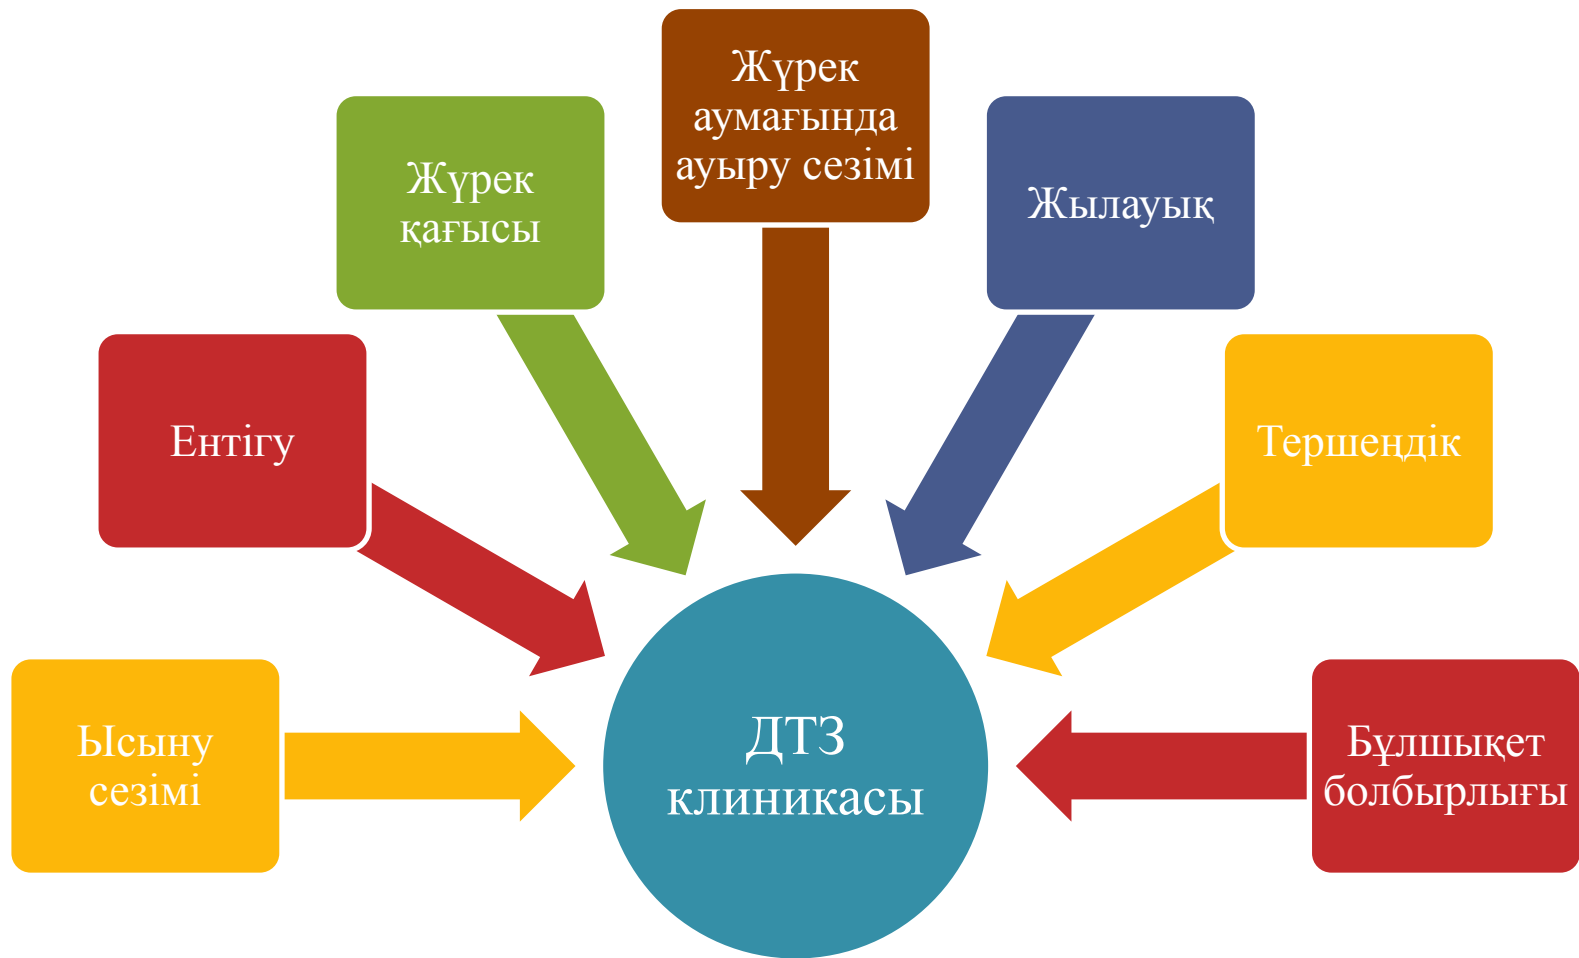 Жүрек
аумағында
ауыру сезімі
Жүрек
қағысы
Жылауық
Ентігу
Тершеңдік
Ысыну
сезімі
ДТЗ
клиникасы
Бұлшықет
болбырлығы